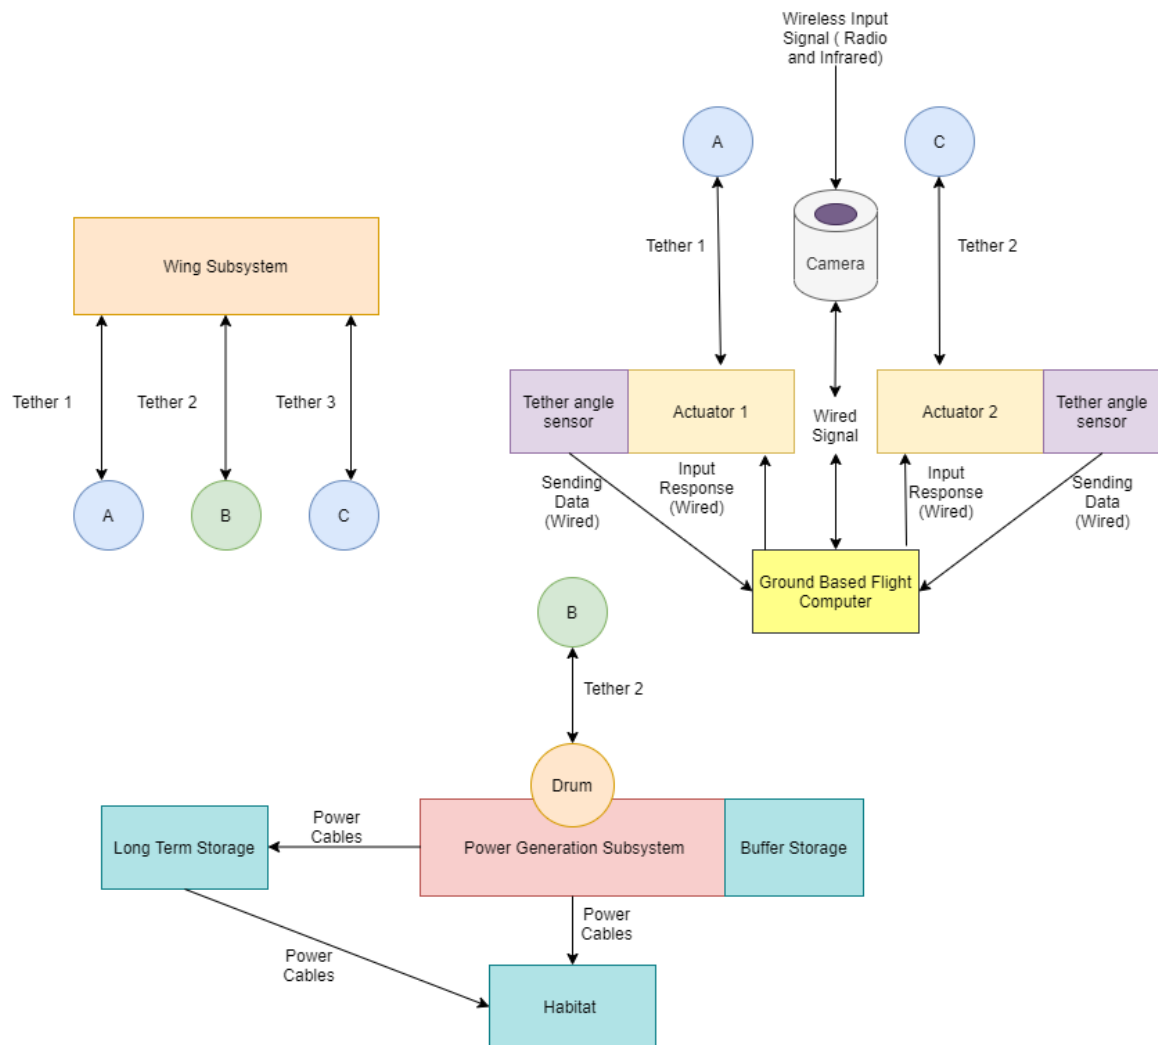 Wireless Input
Signal ( Radio
and Infrared)
A
C
Tether 1
Tether 2
Camera
Wing Subsystem
Tether 1
Tether 2
Tether 3
A
B
C
Tether angle
sensor
Actuator 1
Wired
Signal
Actuator 2
Tether angle
sensor
Sending
Data
(Wired)
Input
Response
(Wired)
Input
Response
(Wired)
Sending
Data
(Wired)
Ground Based Flight
Computer
B
Tether 2
Drum
Long Term Storage
Power
Cables
Power Generation Subsystem
Buffer Storage
Power
Cables
Power
Cables
Habitat